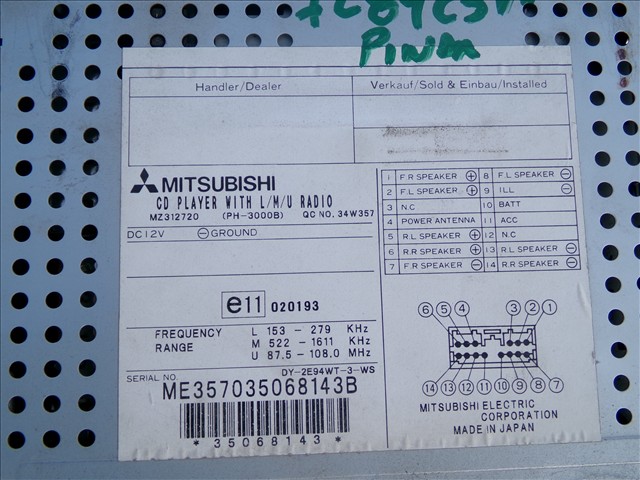 PINM
Handler/Dealer
Verkauf/Sold & Einbau/Installed
MITSUBISHI
CD PLAYER WITH L/M/U RADIO
MZ312720 (PH-3000B) QC NO. 34W357
DC12V ⊖GROUND
e11 020193
FREQUENCY RANGE
L 153 - 279 KHz
M 522 - 1611 KHz
U 87.5 - 108.0 MHz
DY-2E94WT-3-WS
SERIAL NO.
ME357035068143B
*35068143*
1 F.R SPEAKER ⊕ 8 F.L SPEAKER ⊖
2 F.L SPEAKER ⊕ 9 ILL ⊖
3 N.C 10 BATT
4 POWER ANTENNA 11 ACC
5 R.L SPEAKER ⊕ 12 N.C
6 R.R SPEAKER ⊕ 13 R.L SPEAKER ⊖
7 F.R SPEAKER ⊖ 14 R.R SPEAKER ⊖
6 5 4 3 2 1
14 13 12 11 10 9 8 7
MITSUBISHI ELECTRIC
CORPORATION
MADE IN JAPAN